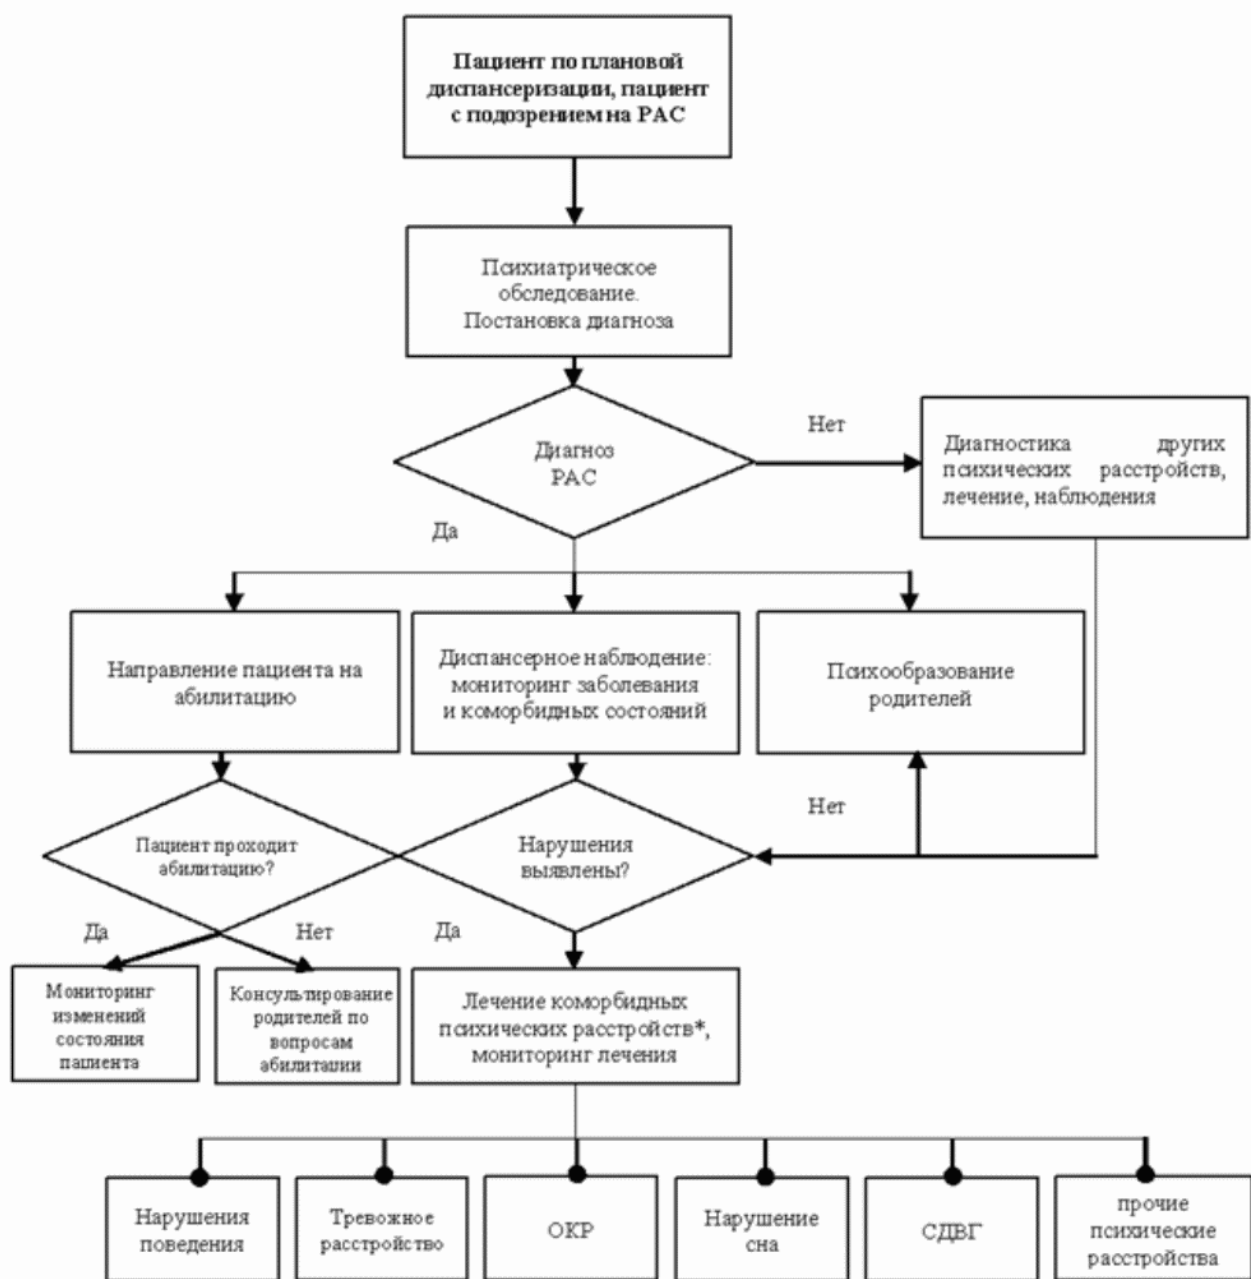 Пациент по плановой
диспансеризации, пациент
с подозрением на РАС
Психиатрическое
обследование.
Постановка диагноза
Диагноз
РАС
Нет
Диагностика других
психических расстройств,
лечение, наблюдения
Да
Направление пациента на
абилитацию
Диспансерное наблюдение:
мониторинг заболевания
и коморбидных состояний
Психообразование
родителей
Нет
Пациент проходит
абилитацию?
Нарушения
выявлены?
Да
Нет
Да
Мониторинг
изменений
состояния
пациента
Консультирование
родителей по
вопросам
абилитации
Лечение коморбидных
психических расстройств*,
мониторинг лечения
Нарушения
поведения
Тревожное
расстройство
ОКР
Нарушение
сна
СДВГ
прочие
психические
расстройства